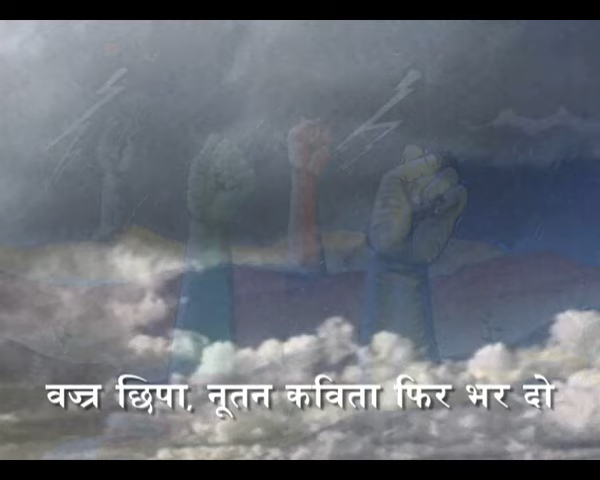 वज्र छिपा, नूतन कविता फिर भर दो